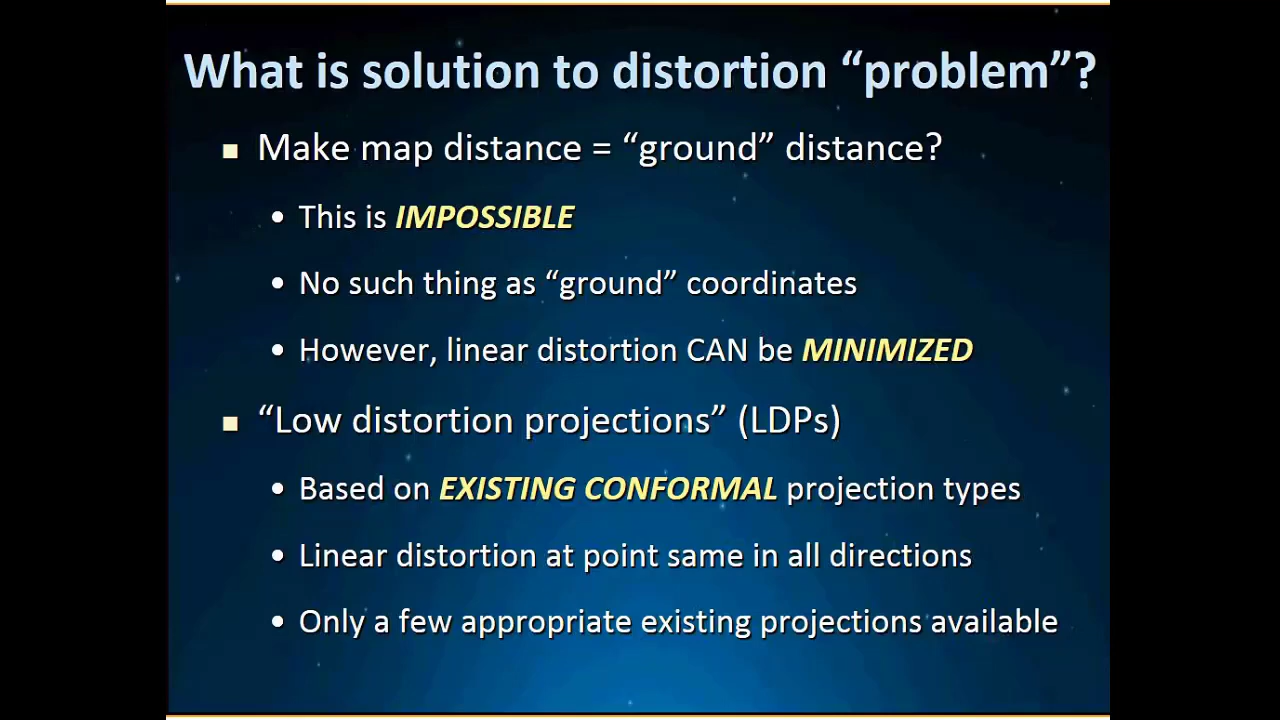 What is solution to distortion “problem”?
■ Make map distance = “ground” distance?
• This is IMPOSSIBLE
• No such thing as “ground” coordinates
• However, linear distortion CAN be MINIMIZED
■ “Low distortion projections” (LDPs)
• Based on EXISTING CONFORMAL projection types
• Linear distortion at point same in all directions
• Only a few appropriate existing projections available